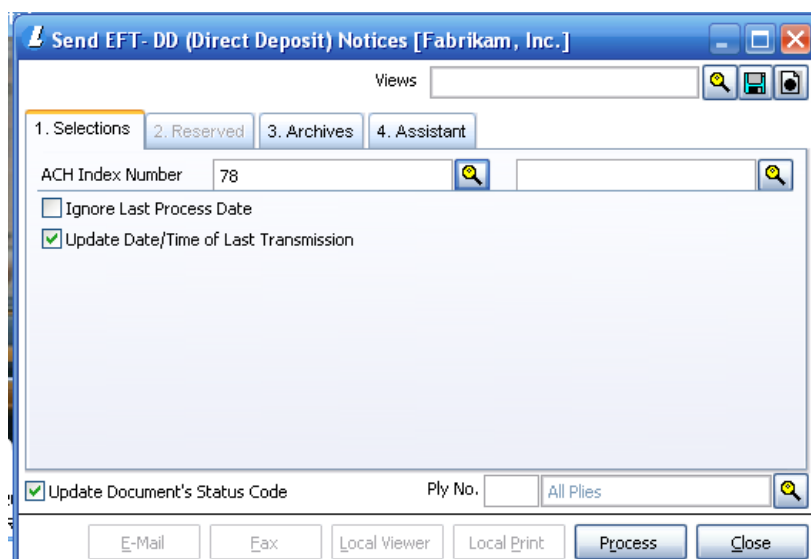 Send EFT- DD (Direct Deposit) Notices [Fabrikam, Inc.]
Views
1. Selections 2. Reserved 3. Archives 4. Assistant
ACH Index Number 78
Ignore Last Process Date
Update Date/Time of Last Transmission
Update Document's Status Code Ply No. All Plies
E-Mail Fax Local Viewer Local Print Process Close